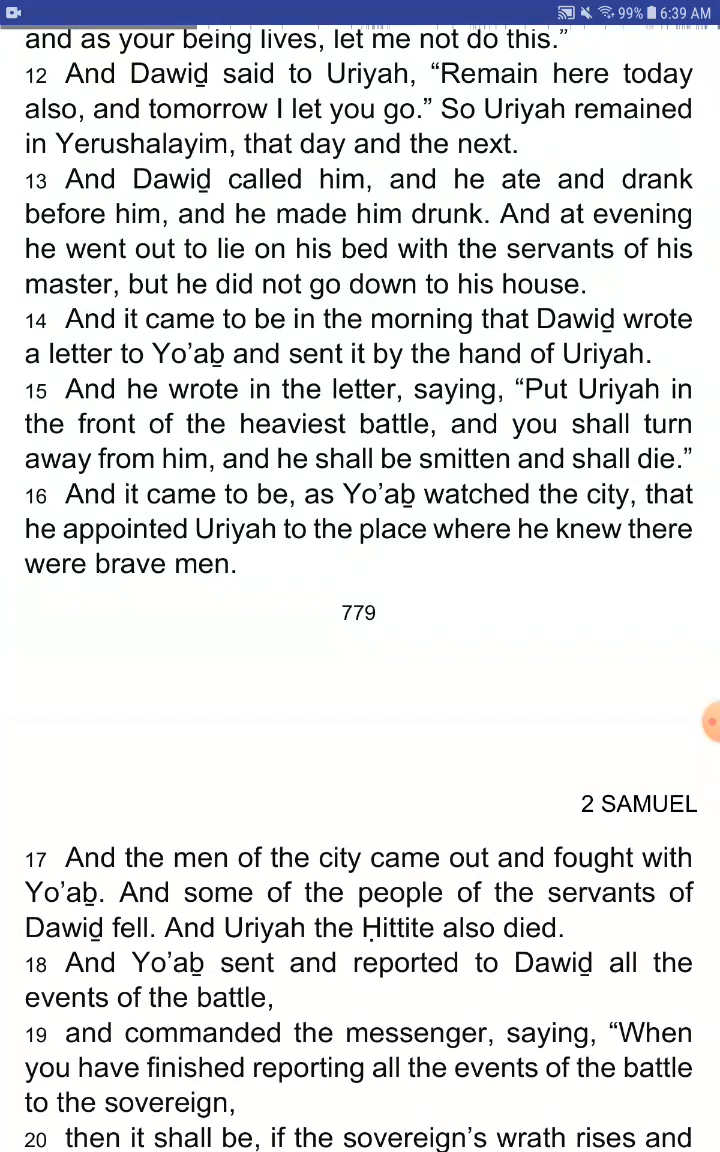 99% 6:39 AM
and as your being lives, let me not do this.”
12 And Dawiḏ said to Uriyah, “Remain here today
also, and tomorrow I let you go.” So Uriyah remained
in Yerushalayim, that day and the next.
13 And Dawiḏ called him, and he ate and drank
before him, and he made him drunk. And at evening
he went out to lie on his bed with the servants of his
master, but he did not go down to his house.
14 And it came to be in the morning that Dawiḏ wrote
a letter to Yo’aḇ and sent it by the hand of Uriyah.
15 And he wrote in the letter, saying, “Put Uriyah in
the front of the heaviest battle, and you shall turn
away from him, and he shall be smitten and shall die.”
16 And it came to be, as Yo’aḇ watched the city, that
he appointed Uriyah to the place where he knew there
were brave men.
779
2 SAMUEL
17 And the men of the city came out and fought with
Yo’aḇ. And some of the people of the servants of
Dawiḏ fell. And Uriyah the Ḥittite also died.
18 And Yo’aḇ sent and reported to Dawiḏ all the
events of the battle,
19 and commanded the messenger, saying, “When
you have finished reporting all the events of the battle
to the sovereign,
20 then it shall be, if the sovereign’s wrath rises and